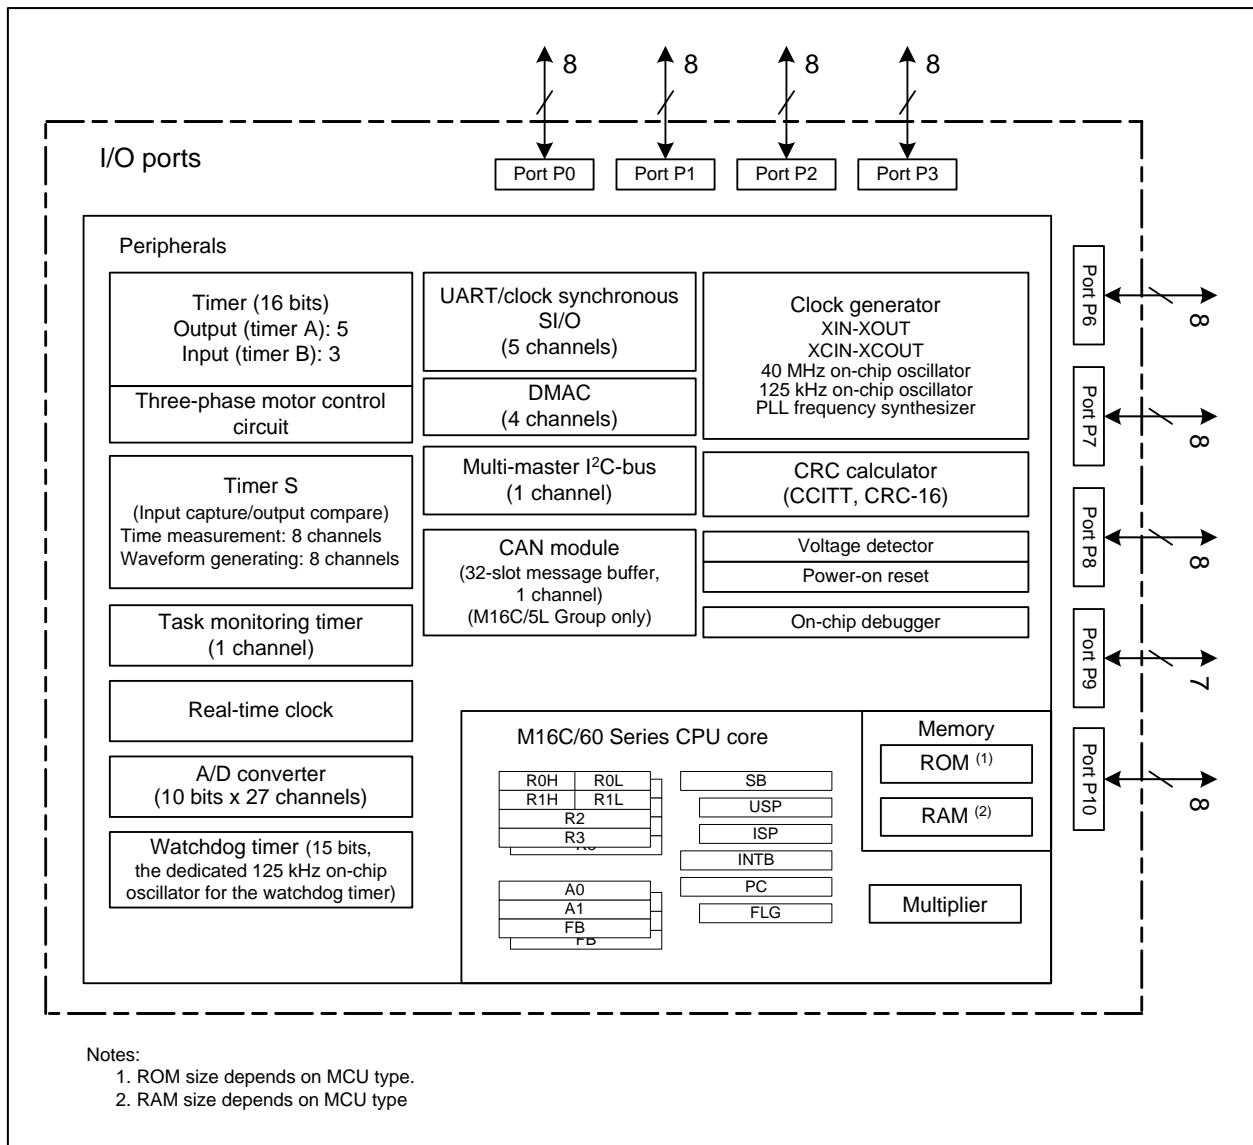 8
8
8
8
I/O ports
Port P0
Port P1
Port P2
Port P3
Peripherals
Timer (16 bits)
Output (timer A): 5
Input (timer B): 3
Three-phase motor control
circuit
Timer S
(Input capture/output compare)
Time measurement: 8 channels
Waveform generating: 8 channels
Task monitoring timer
(1 channel)
Real-time clock
A/D converter
(10 bits x 27 channels)
Watchdog timer (15 bits,
the dedicated 125 kHz on-chip
oscillator for the watchdog timer)
UART/clock synchronous
SI/O
(5 channels)
DMAC
(4 channels)
Multi-master I²C-bus
(1 channel)
CAN module
(32-slot message buffer,
1 channel)
(M16C/5L Group only)
Clock generator
XIN-XOUT
XCIN-XCOUT
40 MHz on-chip oscillator
125 kHz on-chip oscillator
PLL frequency synthesizer
CRC calculator
(CCITT, CRC-16)
Voltage detector
Power-on reset
On-chip debugger
M16C/60 Series CPU core
R0H R0L
R1H R1L
R2
R3
R3
A0
A1
FB
FB
SB
USP
ISP
INTB
PC
FLG
Memory
ROM (1)
RAM (2)
Multiplier
Port P6
8
Port P7
8
Port P8
8
Port P9
7
Port P10
8
Notes:
1. ROM size depends on MCU type.
2. RAM size depends on MCU type